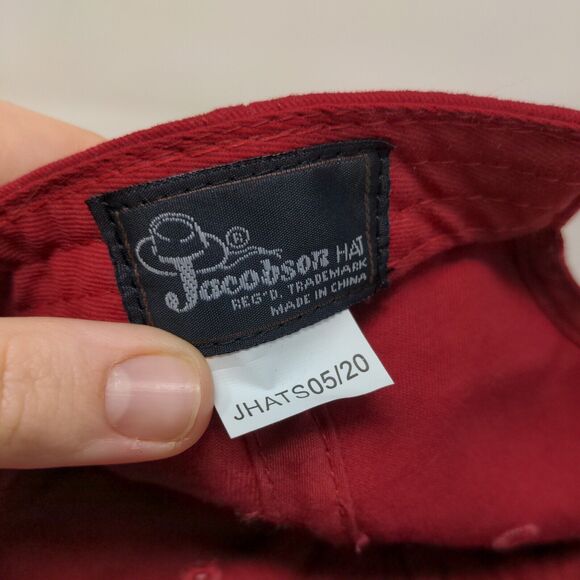 ®
Jacobson HAT
REG'D. TRADEMARK
MADE IN CHINA
JHATS05/20